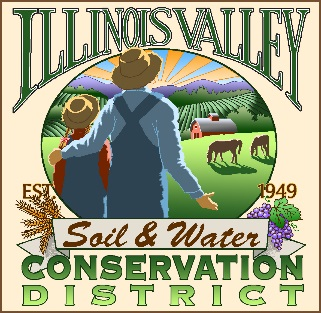 ILLINOIS VALLEY
EST 1949
Soil & Water
CONSERVATION
DISTRICT